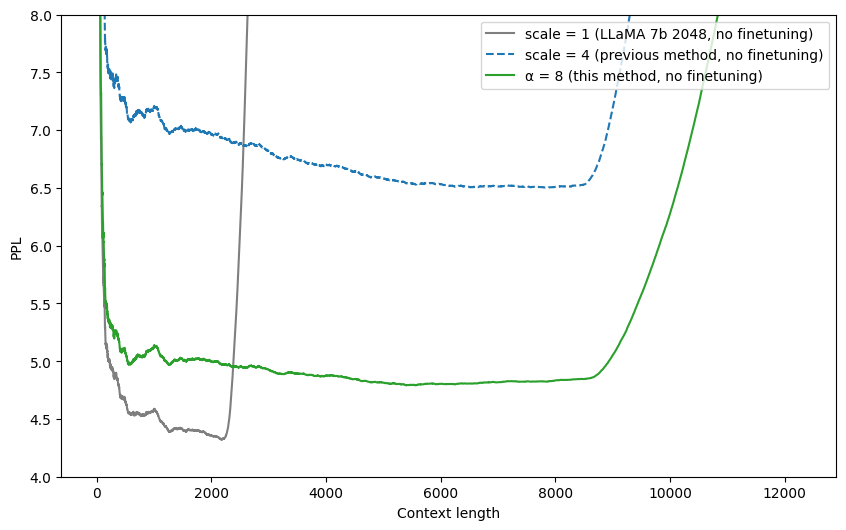 8.0
7.5
7.0
6.5
6.0
5.5
5.0
4.5
4.0
PPL
scale = 1 (LLaMA 7b 2048, no finetuning)
scale = 4 (previous method, no finetuning)
α = 8 (this method, no finetuning)
0 2000 4000 6000 8000 10000 12000
Context length